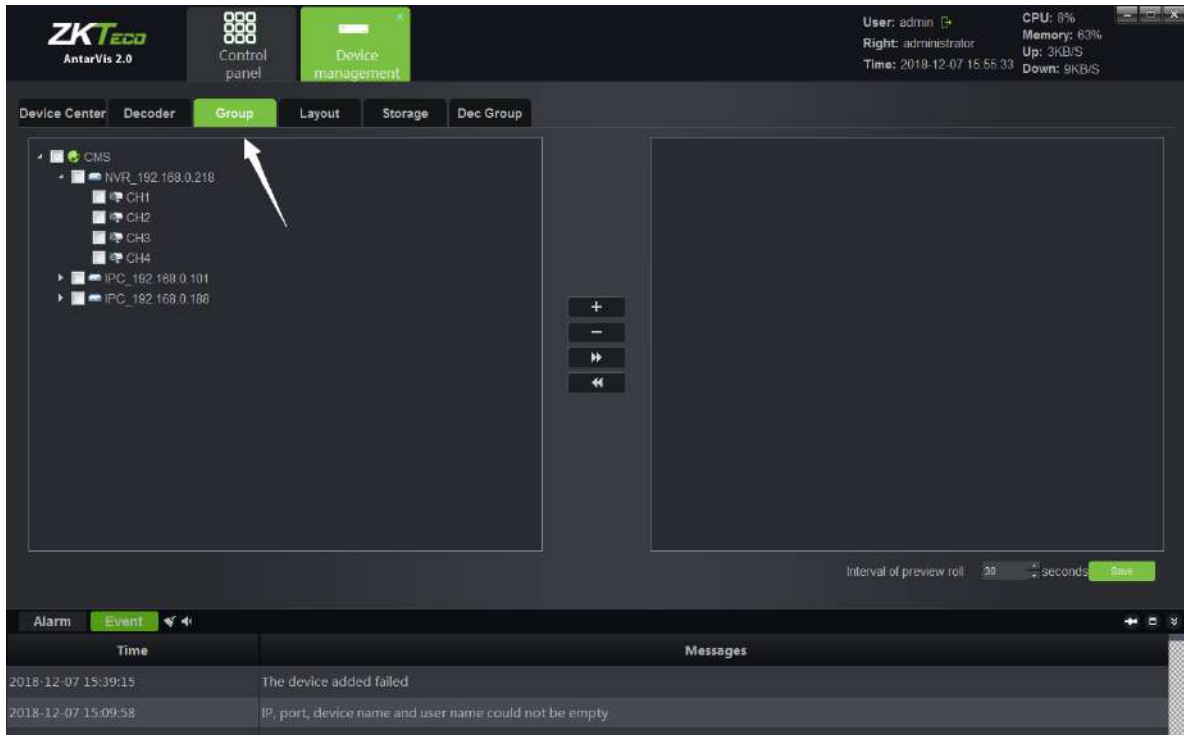 ZKTECO
AntarVis 2.0
Control
panel
Device
management
User: admin
Right: administrator
Time: 2018-12-07 15:55:33
CPU: 6%
Memory: 63%
Up: 3KB/S
Down: 9KB/S
Device Center Decoder Group Layout Storage Dec Group
CMS
NVR_192.168.0.218
CH1
CH2
CH3
CH4
IPC_192.168.0.101
IPC_192.168.0.188
Interval of preview roll 30 seconds Save
Alarm Event
Time Messages
2018-12-07 15:39:15 The device added failed
2018-12-07 15:09:58 IP, port, device name and user name could not be empty